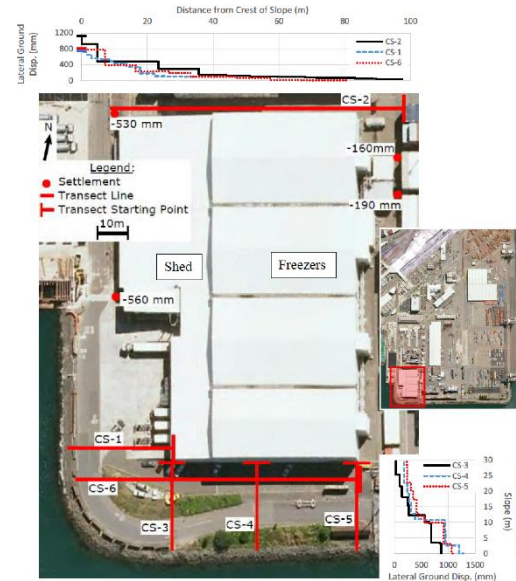 Distance from Crest of Slope (m)
0 20 40 60 80 100
Lateral Ground
Disp. (mm)
1200
800
400
0
CS-2
CS-1
CS-6
CS-2
-530 mm
N
-160mm
Legend:
Settlement
Transect Line
Transect Starting Point
10m
-190 mm
Shed
Freezers
-560 mm
CS-1
CS-6
CS-3
CS-4
CS-5
CS-3
CS-4
CS-5
30
25
20
15
10
5
0
Distance from Crest of Slope (m)
0 500 1000 1500
Lateral Ground Disp. (mm)